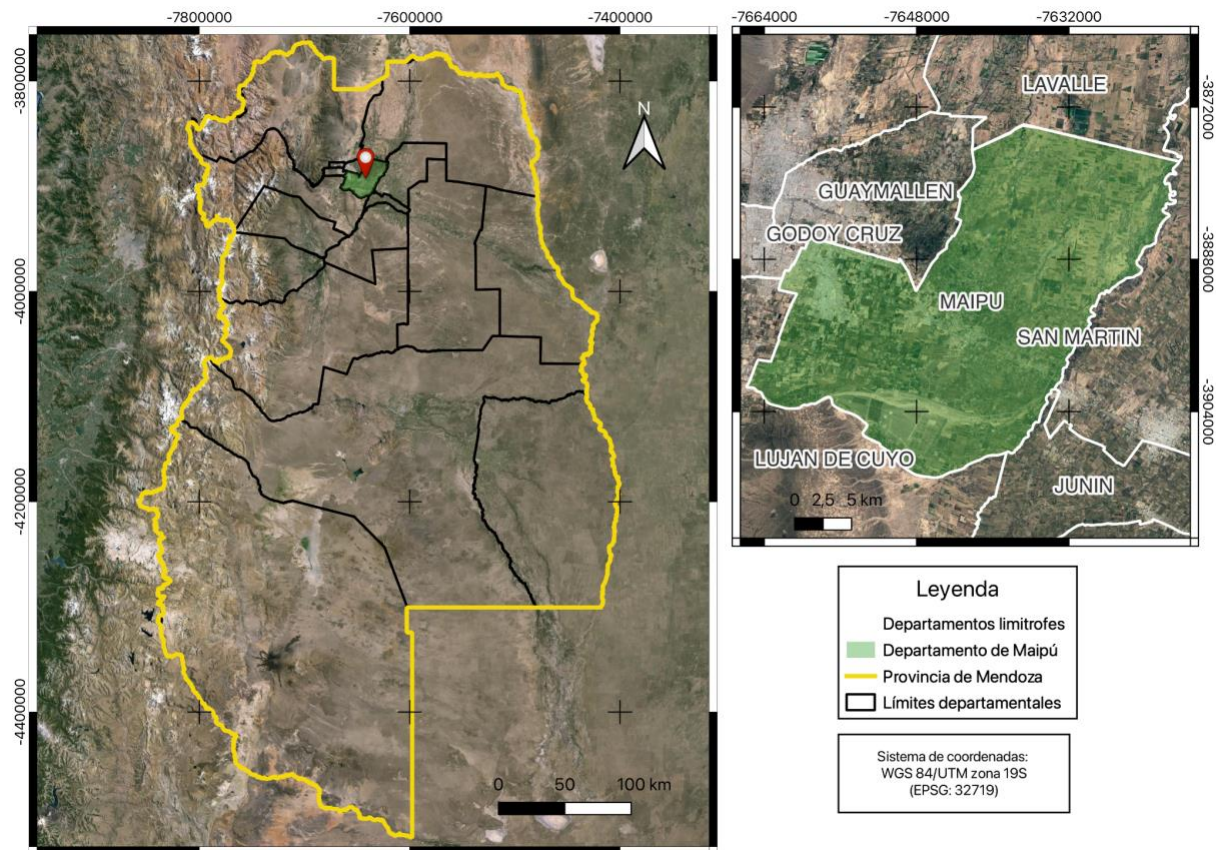 -7800000 -7600000 -7400000
-3800000
-4000000
-4200000
-4400000
N
0 50 100 km
-7664000 -7648000 -7632000
-3872000
-3888000
-3904000
LAVALLE
GUAYMALLEN
GODOY CRUZ
MAIPU
SAN MARTIN
LUJAN DE CUYO
JUNIN
0 2,5 5 km
Leyenda
Departamentos limitrofes
Departamento de Maipú
Provincia de Mendoza
Límites departamentales
Sistema de coordenadas:
WGS 84/UTM zona 19S
(EPSG: 32719)